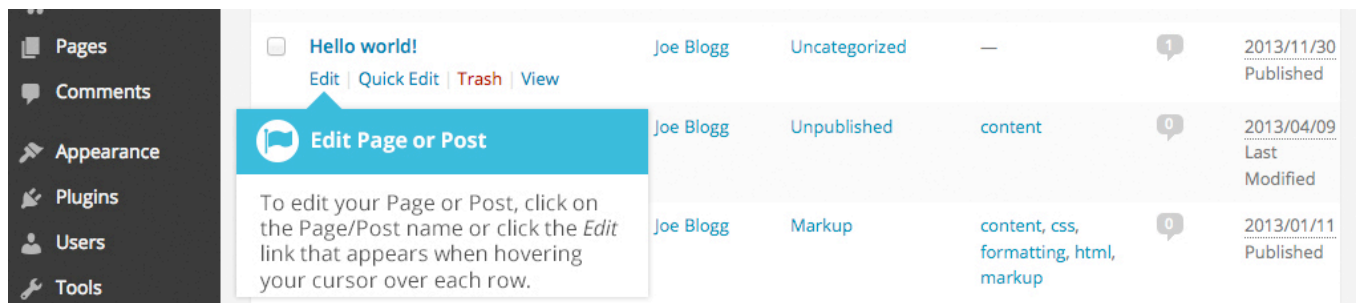 Pages
Comments
Appearance
Plugins
Users
Tools
Hello world! Joe Blogg Uncategorized — 1 2013/11/30
Published
Edit | Quick Edit | Trash | View
Edit Page or Post
To edit your Page or Post, click on
the Page/Post name or click the Edit
link that appears when hovering
your cursor over each row.
Joe Blogg Unpublished content 0 2013/04/09
Last
Modified
Joe Blogg Markup content, css, 0 2013/01/11
formatting, html, Published
markup